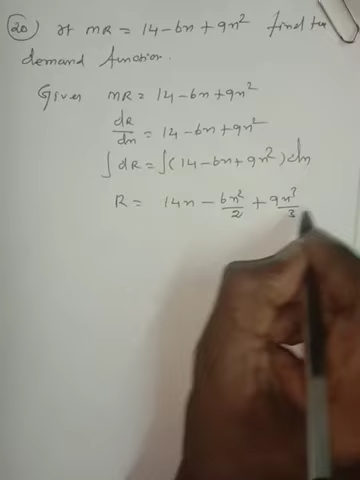 (20) If MR = 14 - 6x + 9x² find the
demand function.
Given MR = 14 - 6x + 9x²
dR/dx = 14 - 6x + 9x²
∫ dR = ∫(14 - 6x + 9x²) dx
R = 14x - 6x²/2 + 9x³/3